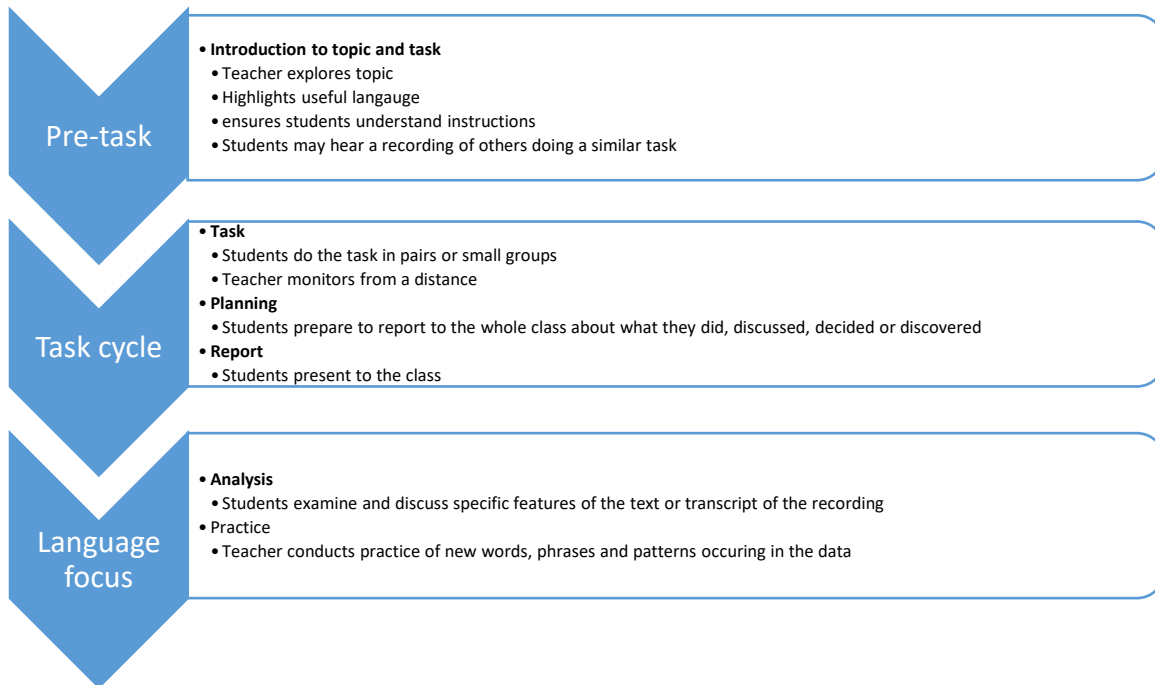 Pre-task
• Introduction to topic and task
• Teacher explores topic
• Highlights useful langauge
• ensures students understand instructions
• Students may hear a recording of others doing a similar task
Task cycle
• Task
• Students do the task in pairs or small groups
• Teacher monitors from a distance
• Planning
• Students prepare to report to the whole class about what they did, discussed, decided or discovered
• Report
• Students present to the class
Language
focus
• Analysis
• Students examine and discuss specific features of the text or transcript of the recording
• Practice
• Teacher conducts practice of new words, phrases and patterns occuring in the data